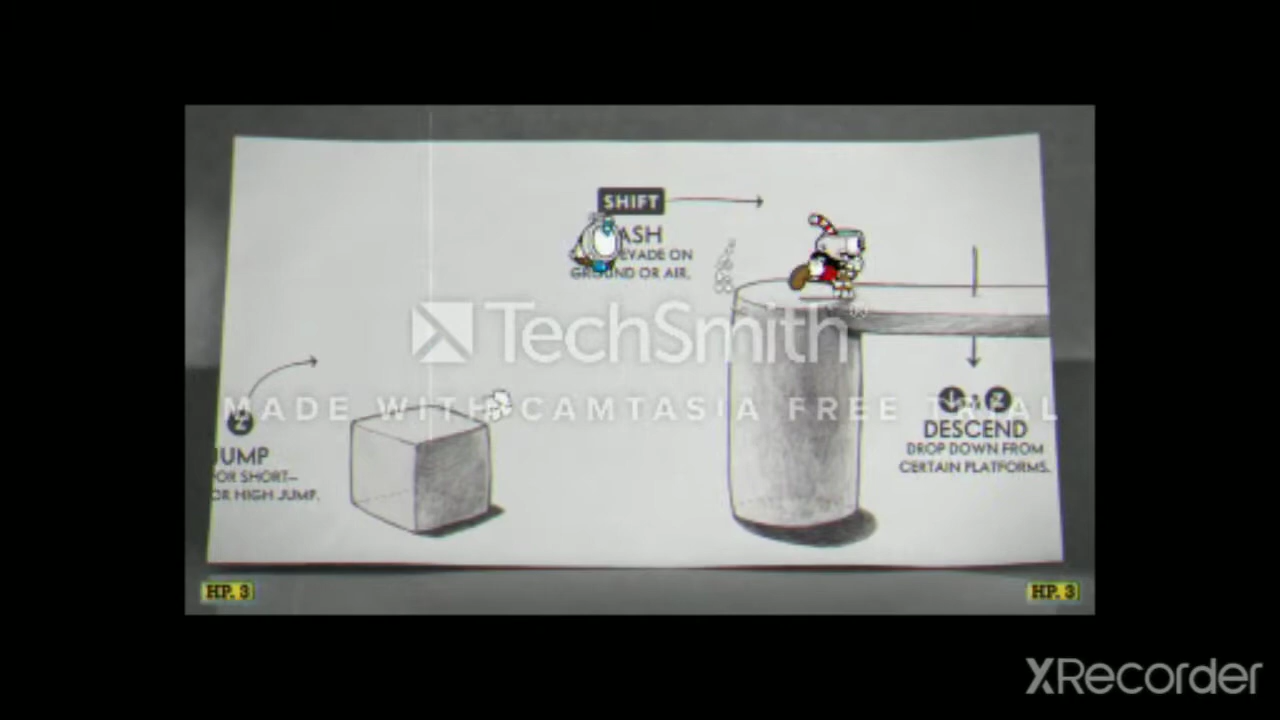 SHIFT
ASH
EVADE ON
GROUND OR AIR.
TechSmith
MADE WITH CAMTASIA FREE TRIAL
Z
JUMP
FOR SHORT—
OR HIGH JUMP.
& Z
DESCEND
DROP DOWN FROM
CERTAIN PLATFORMS.
HP. 3
HP. 3
XRecorder